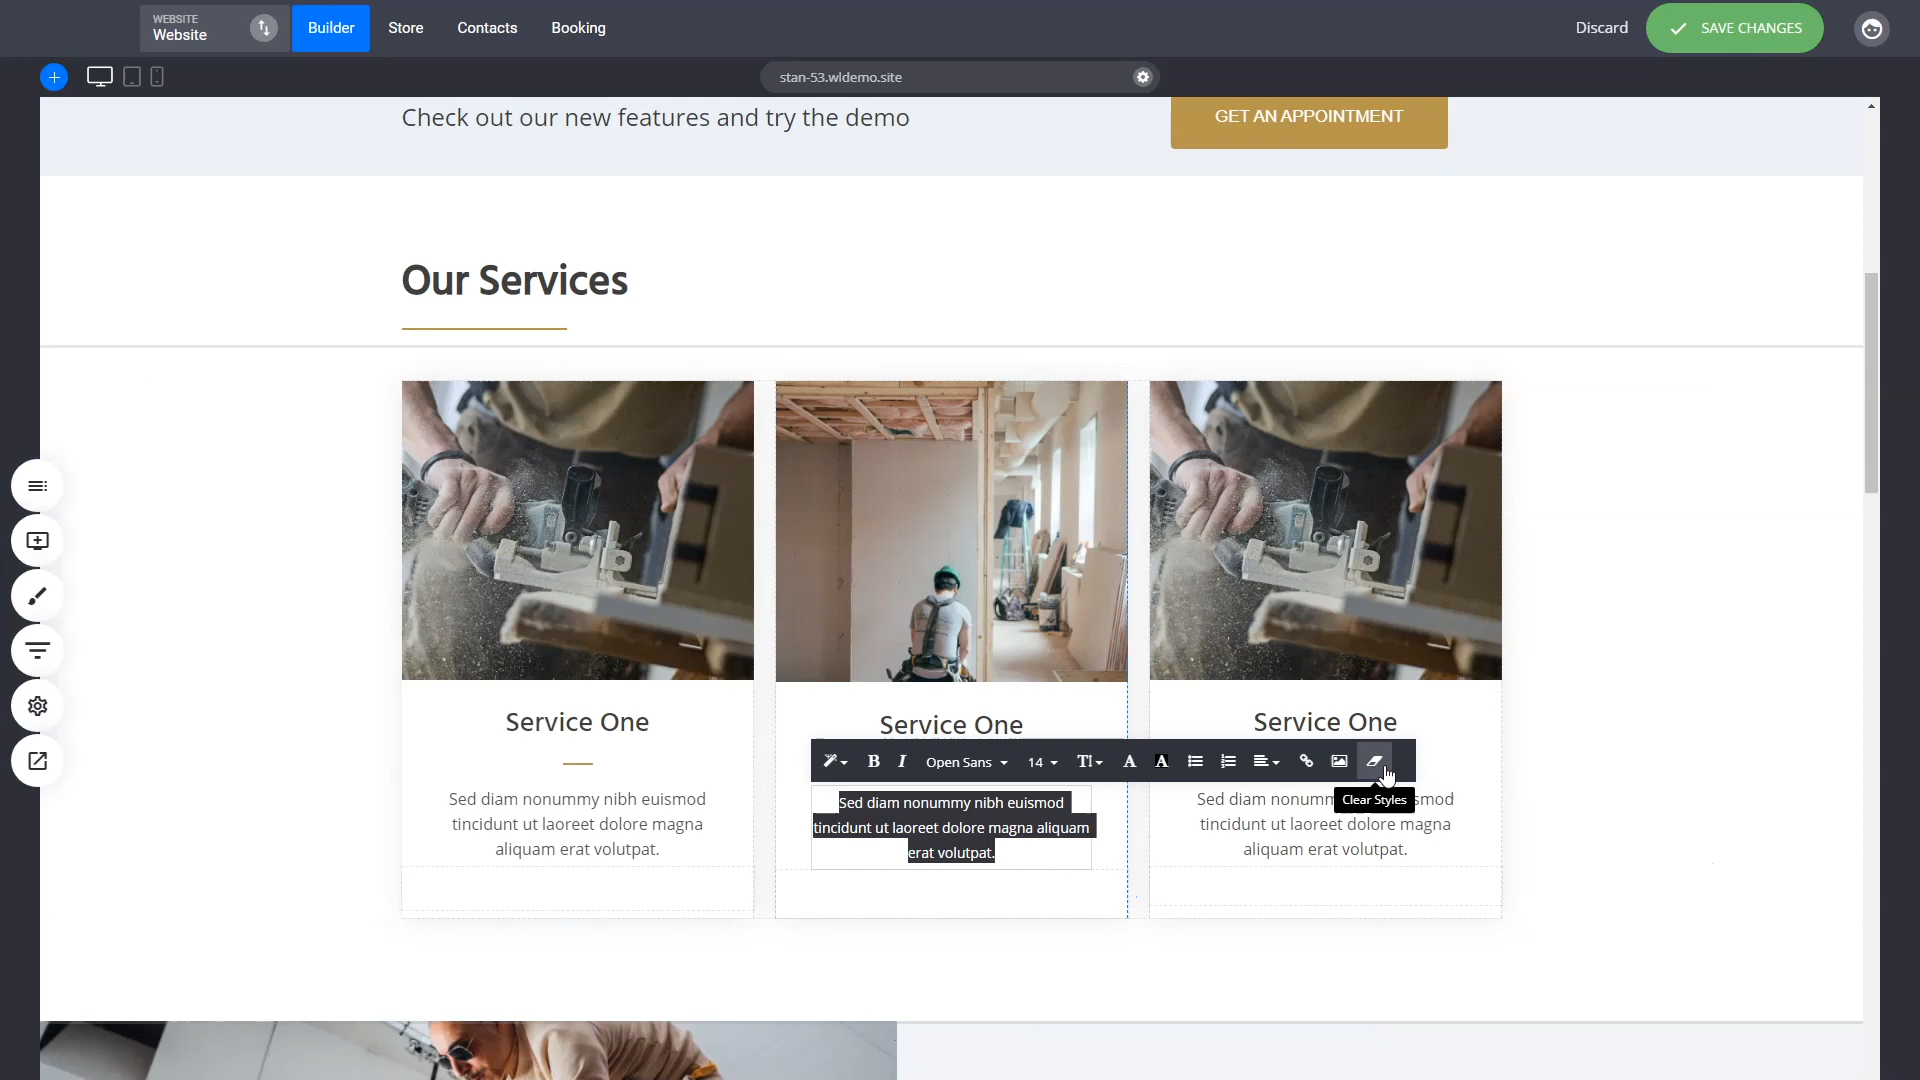 WEBSITE
Website
Builder
Store
Contacts
Booking
Discard
SAVE CHANGES
stan-53.wldemo.site
Check out our new features and try the demo
GET AN APPOINTMENT
Our Services
Service One
Sed diam nonummy nibh euismod
tincidunt ut laoreet dolore magna
aliquam erat volutpat.
Service One
B I Open Sans 14 T! A A
Sed diam nonummy nibh euismod
tincidunt ut laoreet dolore magna aliquam
erat volutpat.
Service One
Clear Styles
Sed diam nonumm smod
tincidunt ut laoreet dolore magna
aliquam erat volutpat.